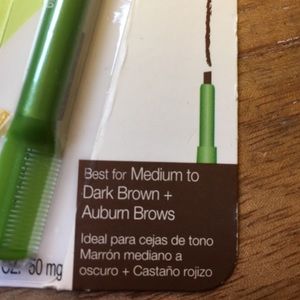 Best for Medium to
Dark Brown +
Auburn Brows
Ideal para cejas de tono
Marrón mediano a
oscuro + Castaño rojizo
OZ. 50 mg